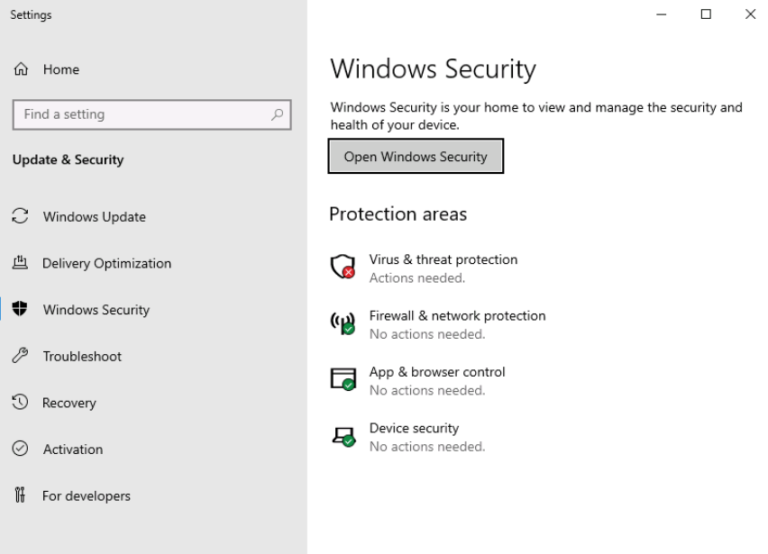 Settings
Home
Find a setting
Update & Security
Windows Update
Delivery Optimization
Windows Security
Troubleshoot
Recovery
Activation
For developers
Windows Security
Windows Security is your home to view and manage the security and
health of your device.
Open Windows Security
Protection areas
Virus & threat protection
Actions needed.
Firewall & network protection
No actions needed.
App & browser control
No actions needed.
Device security
No actions needed.